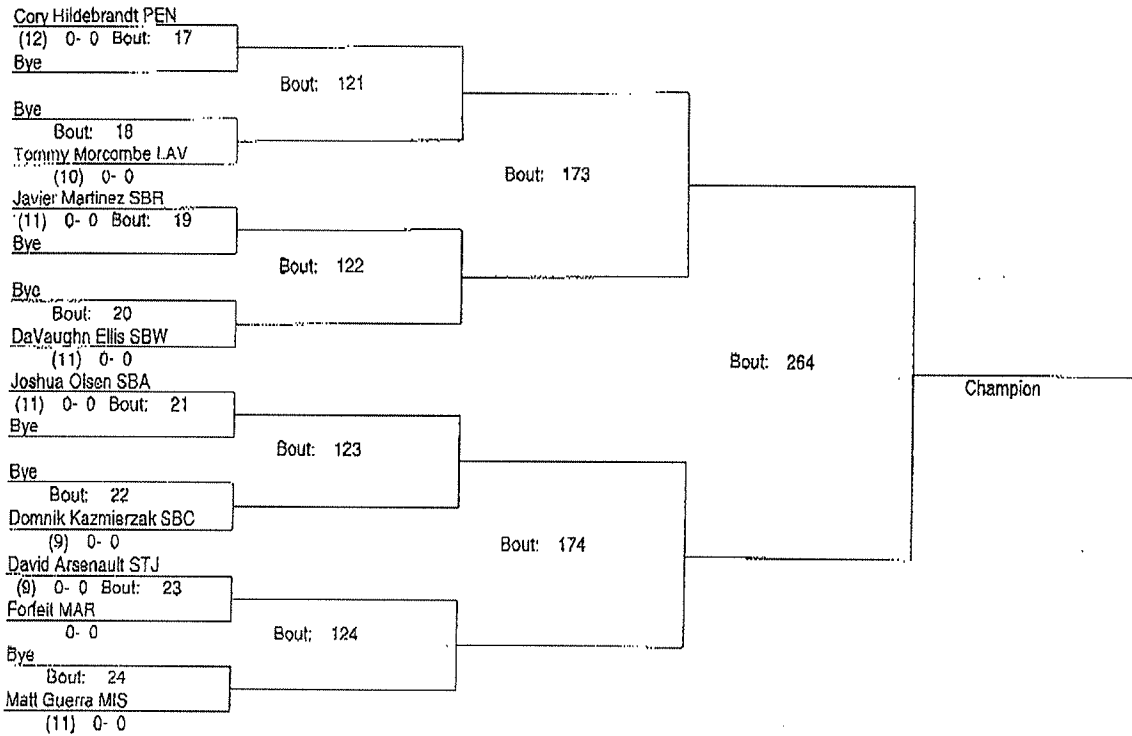 Cory Hildebrandt PEN
(12) 0- 0 Bout: 17
Bye
Bout: 121
Bye
Bout: 18
Tommy Morcombe LAV
(10) 0- 0
Bout: 173
Javier Martinez SBR
(11) 0- 0 Bout: 19
Bye
Bout: 122
Bye
Bout: 20
DaVaughn Ellis SBW
(11) 0- 0
Bout: 264
Champion
Joshua Olsen SBA
(11) 0- 0 Bout: 21
Bye
Bout: 123
Bye
Bout: 22
Domnik Kazmierzak SBC
(9) 0- 0
Bout: 174
David Arsenault STJ
(9) 0- 0 Bout: 23
Forfeit MAR
0- 0
Bout: 124
Bye
Bout: 24
Matt Guerra MIS
(11) 0- 0